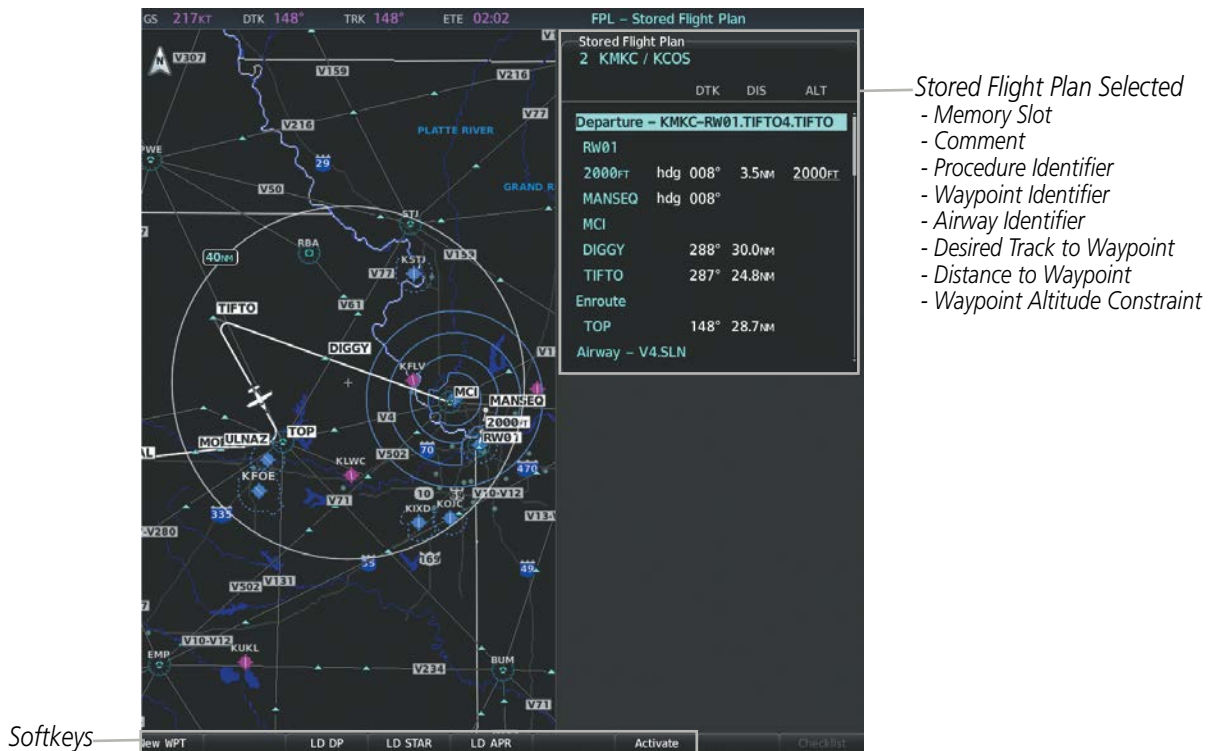 GS 217KT DTK 148° TRK 148° ETE 02:02 FPL – Stored Flight Plan
Stored Flight Plan
2 KMKC / KCOS
DTK DIS ALT
Departure – KMKC–RW01.TIFTO4.TIFTO
RW01
2000FT hdg 008° 3.5NM 2000FT
MANSEQ hdg 008°
MCI
DIGGY 288° 30.0NM
TIFTO 287° 24.8NM
Enroute
TOP 148° 28.7NM
Airway – V4.SLN
Stored Flight Plan Selected
- Memory Slot
- Comment
- Procedure Identifier
- Waypoint Identifier
- Airway Identifier
- Desired Track to Waypoint
- Distance to Waypoint
- Waypoint Altitude Constraint
N
V307
V159
V216
V77
V216
PLATTE RIVER
PWE
29
V50
GRAND R
STJ
RBA
40NM
KSTJ
V159
V77
V61
TIFTO
DIGGY
V1
KFLV
MCI
MANSEQ
V4
2000FT
RW01
ULNAZ
TOP
AL
V502
70
KLWC
470
KFOE
V71
10
V10-V12
KIXD
KOJC
335
V13-V
-V280
35
169
49
V502
V131
V10-V12
EMP
KUKL
V234
BUM
V71
Softkeys
New WPT LD DP LD STAR LD APR Activate Checklist